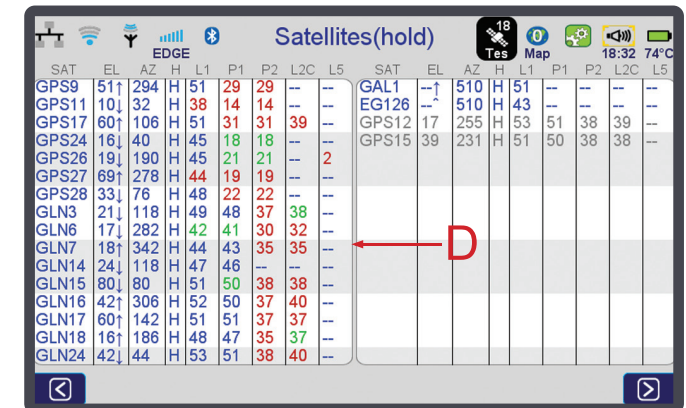 EDGE
Satellites(hold)
18
Tes
0
Map
18:32
74°C
SAT EL AZ H L1 P1 P2 L2C L5
GPS9 51↑ 294 H 51 29 29 -- --
GPS11 10↓ 32 H 38 14 14 -- --
GPS17 60↑ 106 H 51 31 31 39 --
GPS24 16↓ 40 H 45 18 18 -- --
GPS26 19↓ 190 H 45 21 21 -- 2
GPS27 69↑ 278 H 44 19 19 -- --
GPS28 33↓ 76 H 48 22 22 -- --
GLN3 21↓ 118 H 49 48 37 38 --
GLN6 17↓ 282 H 42 41 30 32 --
GLN7 18↑ 342 H 44 43 35 35 --
GLN14 24↓ 118 H 47 46 -- -- --
GLN15 80↓ 80 H 51 50 38 38 --
GLN16 42↑ 306 H 52 50 37 40 --
GLN17 60↑ 142 H 51 51 37 37 --
GLN18 16↑ 186 H 48 47 35 37 --
GLN24 42↓ 44 H 53 51 38 40 --
SAT EL AZ H L1 P1 P2 L2C L5
GAL1 --↑ 510 H 51 -- -- -- --
EG126 --^ 510 H 43 -- -- -- --
GPS12 17 255 H 53 51 38 39 --
GPS15 39 231 H 51 50 38 38 --
D